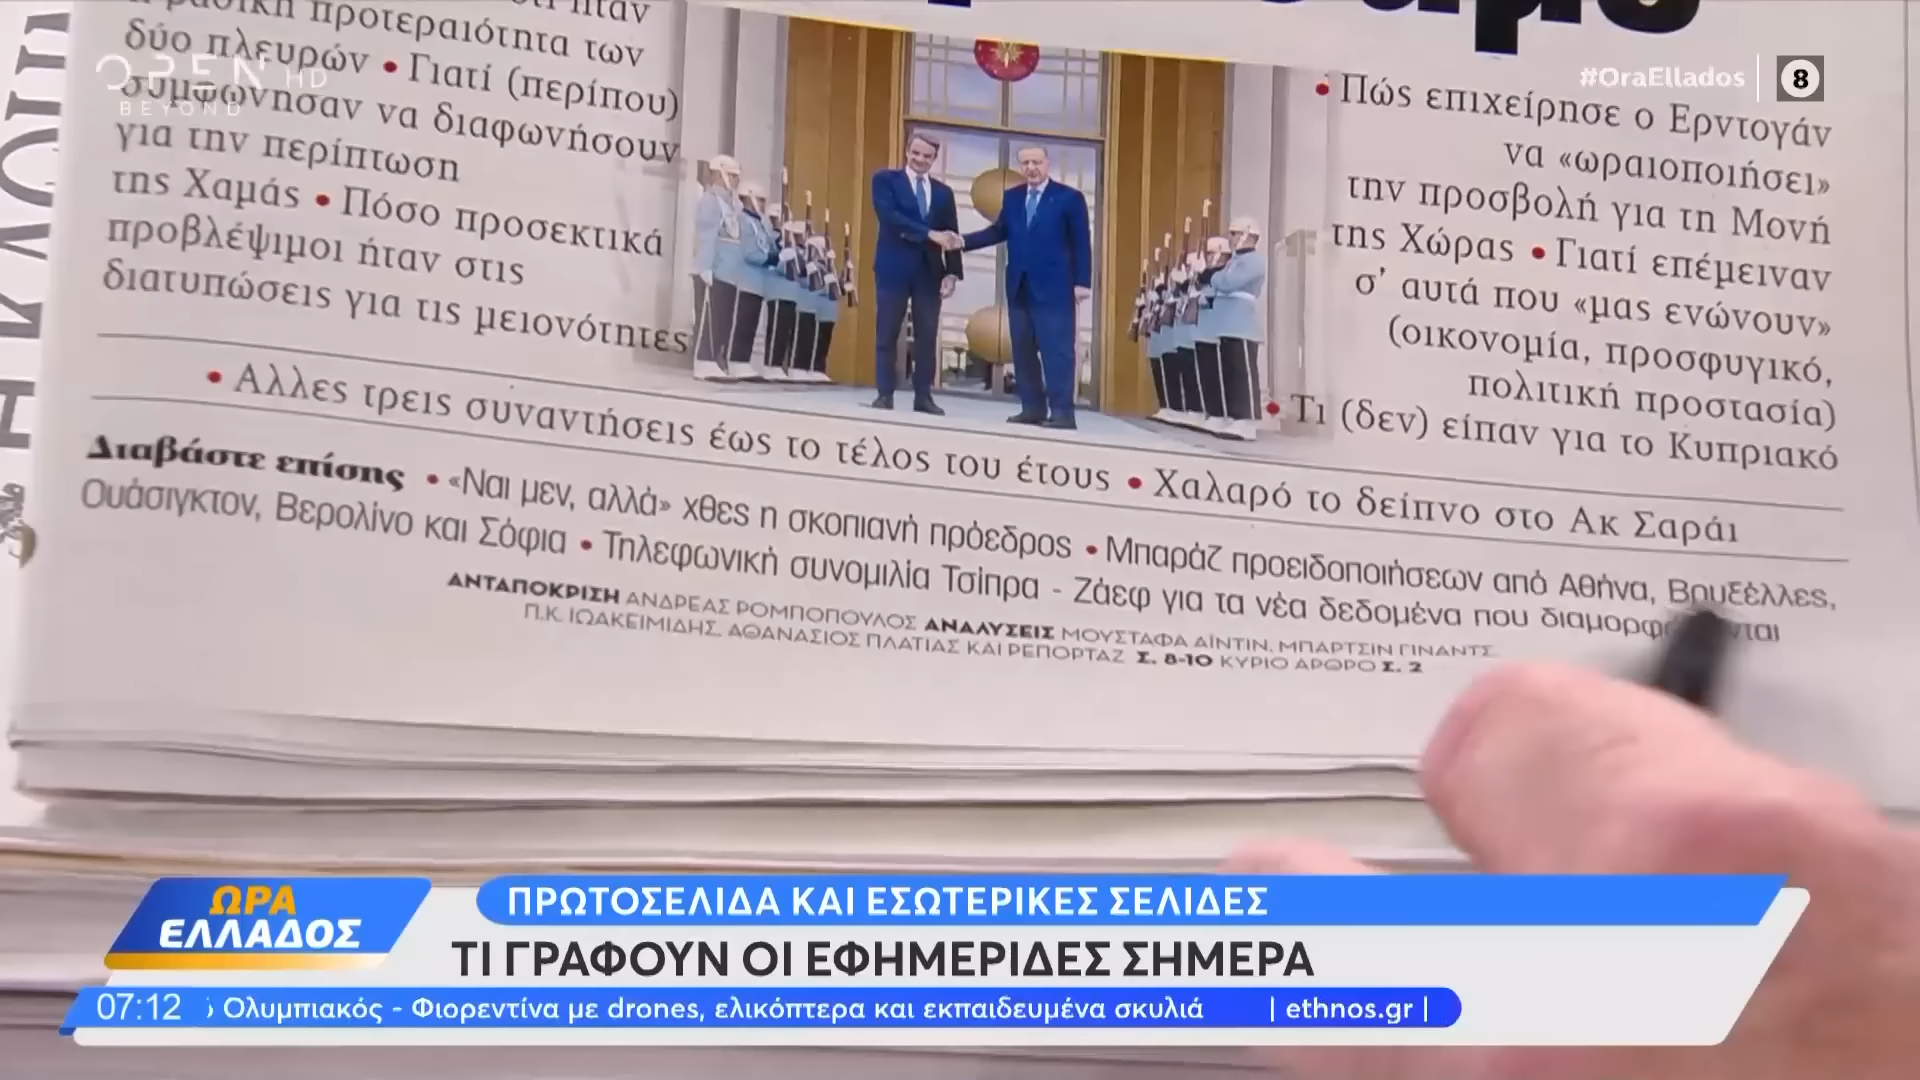 προτεραιότητα των
δύο πλευρών • Γιατί (περίπου)
συμφώνησαν να διαφωνήσουν
για την περίπτωση
της Χαμάς • Πόσο προσεκτικά
προβλέψιμοι ήταν στις
διατυπώσεις για τις μειονότητες
OPEN HD
BEYOND
#OraEllados
8
• Πώς επιχείρησε ο Ερντογάν
να «ωραιοποιήσει»
την προσβολή για τη Μονή
της Χώρας • Γιατί επέμειναν
σ' αυτά που «μας ενώνουν»
(οικονομία, προσφυγικό,
πολιτική προστασία)
• Τι (δεν) είπαν για το Κυπριακό
• Αλλες τρεις συναντήσεις έως το τέλος του έτους • Χαλαρό το δείπνο στο Ακ Σαράι
Διαβάστε επίσης • «Ναι μεν, αλλά» χθες η σκοπιανή πρόεδρος • Μπαράζ προειδοποιήσεων από Αθήνα, Βρυξέλλες,
Ουάσιγκτον, Βερολίνο και Σόφια • Τηλεφωνική συνομιλία Τσίπρα - Ζάεφ για τα νέα δεδομένα που
ΑΝΤΑΠΟΚΡΙΣΗ ΑΝΔΡΕΑΣ ΡΟΜΠΟΠΟΥΛΟΣ ΑΝΑΛΥΣΕΙΣ ΜΟΥΣΤΑΦΑ ΑΪΝΤΙΝ, ΜΠΑΡΤΣΙΝ ΓΙΝΑΝΤΣ,
Π.Κ. ΙΩΑΚΕΙΜΙΔΗΣ, ΑΘΑΝΑΣΙΟΣ ΠΛΑΤΙΑΣ ΚΑΙ ΡΕΠΟΡΤΑΖ Σ. 8-10 ΚΥΡΙΟ ΑΡΘΡΟ Σ. 2
ΩΡΑ
ΕΛΛΑΔΟΣ
ΠΡΩΤΟΣΕΛΙΔΑ ΚΑΙ ΕΣΩΤΕΡΙΚΕΣ ΣΕΛΙΔΕΣ
ΤΙ ΓΡΑΦΟΥΝ ΟΙ ΕΦΗΜΕΡΙΔΕΣ ΣΗΜΕΡΑ
07:12 Ολυμπιακός - Φιορεντίνα με drones, ελικόπτερα και εκπαιδευμένα σκυλιά | ethnos.gr |